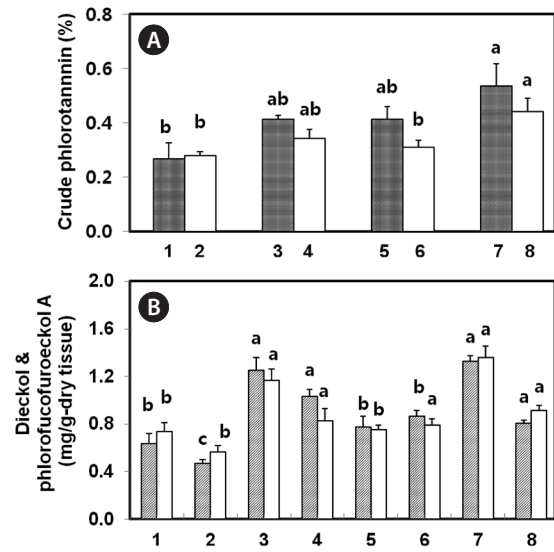 A
Crude phlorotannnin (%)
0.8
0.6
0.4
0.2
0.0
b b ab ab ab b a a
1 2 3 4 5 6 7 8
B
Dieckol &
phlorofucofuroeckol A
(mg/g-dry tissue)
2.0
1.6
1.2
0.8
0.4
0.0
b b c b a a a a b b b a a a a a
1 2 3 4 5 6 7 8